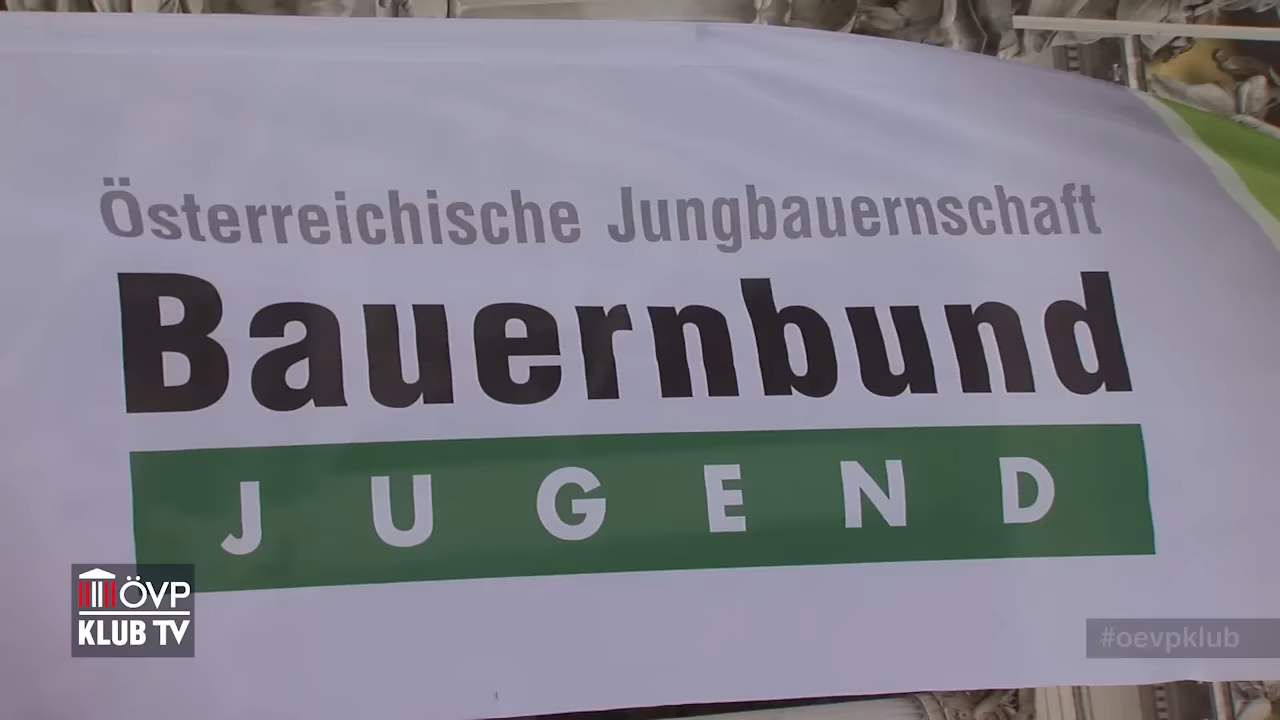 Österreichische Jungbauernschaft
Bauernbund
JUGEND
ÖVP
KLUB TV
#oevpklub